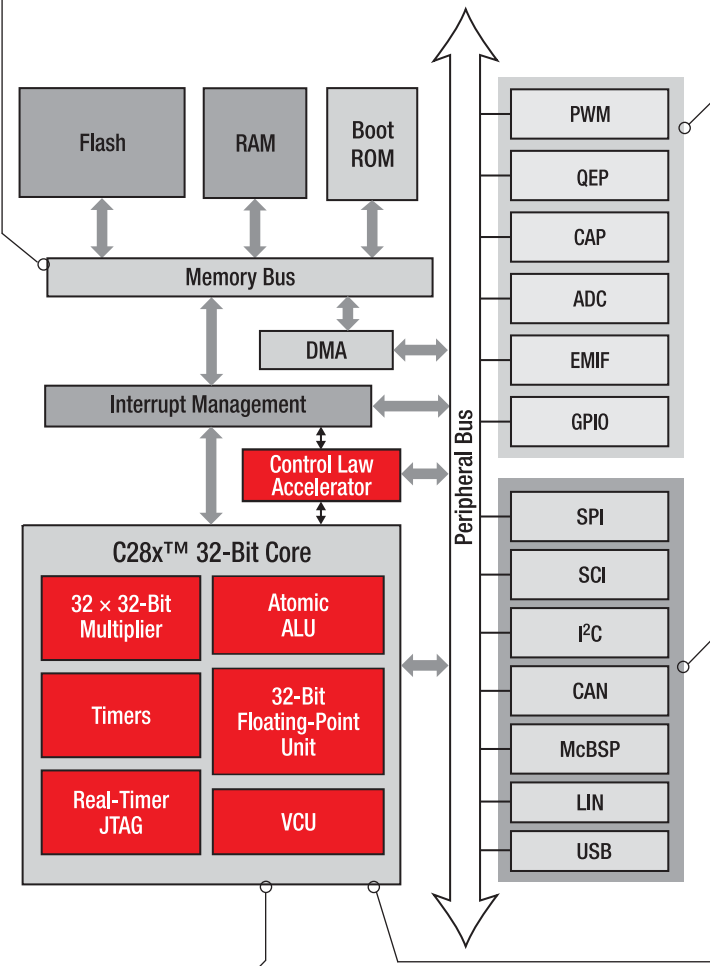 Flash
RAM
Boot
ROM
Memory Bus
DMA
Interrupt Management
Control Law
Accelerator
C28x™ 32-Bit Core
32 × 32-Bit
Multiplier
Atomic
ALU
Timers
32-Bit
Floating-Point
Unit
Real-Timer
JTAG
VCU
Peripheral Bus
PWM
QEP
CAP
ADC
EMIF
GPIO
SPI
SCI
I²C
CAN
McBSP
LIN
USB